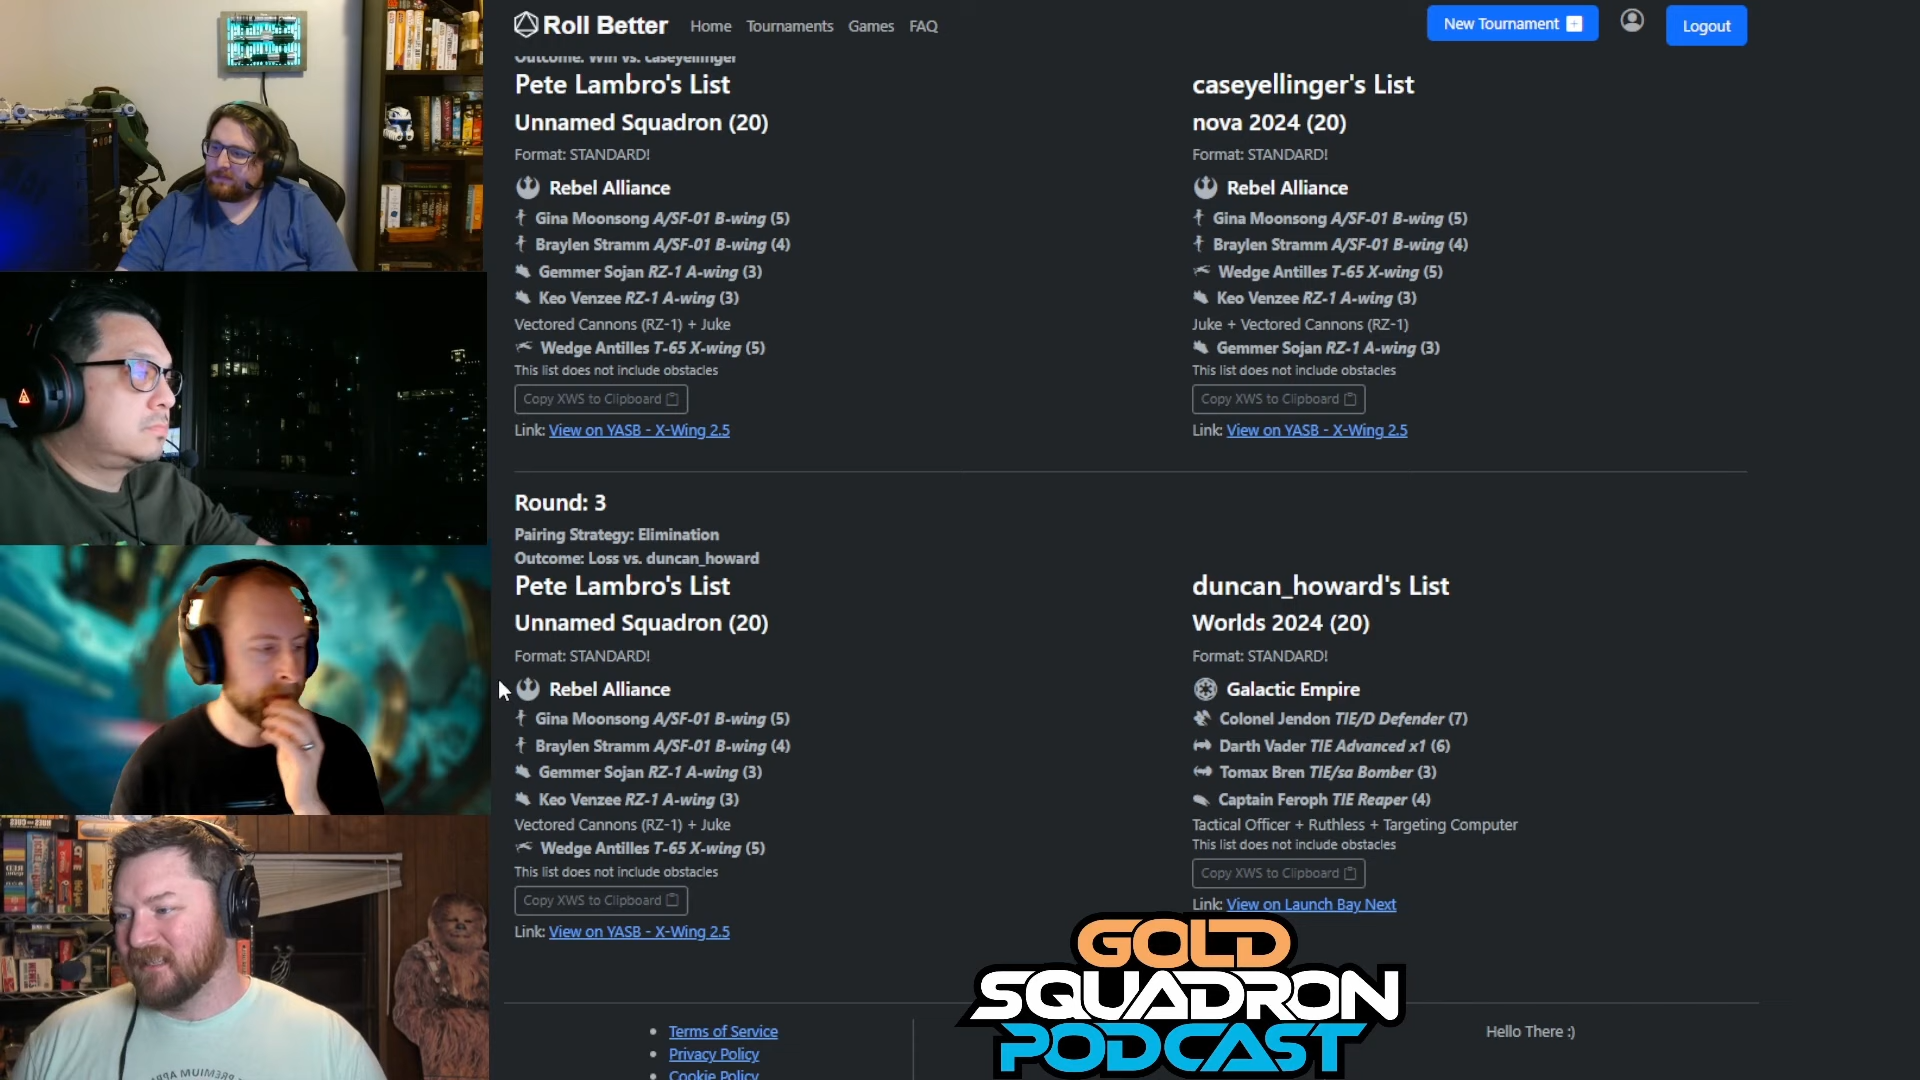 Roll Better
Home
Tournaments
Games
FAQ
New Tournament
Logout
Outcome: Win vs. caseyellinger
Pete Lambro's List
Unnamed Squadron (20)
Format: STANDARD!
Rebel Alliance
Gina Moonsong A/SF-01 B-wing (5)
Braylen Stramm A/SF-01 B-wing (4)
Gemmer Sojan RZ-1 A-wing (3)
Keo Venzee RZ-1 A-wing (3)
Vectored Cannons (RZ-1) + Juke
Wedge Antilles T-65 X-wing (5)
This list does not include obstacles
Copy XWS to Clipboard
Link: View on YASB - X-Wing 2.5
caseyellinger's List
nova 2024 (20)
Format: STANDARD!
Rebel Alliance
Gina Moonsong A/SF-01 B-wing (5)
Braylen Stramm A/SF-01 B-wing (4)
Wedge Antilles T-65 X-wing (5)
Keo Venzee RZ-1 A-wing (3)
Juke + Vectored Cannons (RZ-1)
Gemmer Sojan RZ-1 A-wing (3)
This list does not include obstacles
Copy XWS to Clipboard
Link: View on YASB - X-Wing 2.5
Round: 3
Pairing Strategy: Elimination
Outcome: Loss vs. duncan_howard
Pete Lambro's List
Unnamed Squadron (20)
Format: STANDARD!
Rebel Alliance
Gina Moonsong A/SF-01 B-wing (5)
Braylen Stramm A/SF-01 B-wing (4)
Gemmer Sojan RZ-1 A-wing (3)
Keo Venzee RZ-1 A-wing (3)
Vectored Cannons (RZ-1) + Juke
Wedge Antilles T-65 X-wing (5)
This list does not include obstacles
Copy XWS to Clipboard
Link: View on YASB - X-Wing 2.5
duncan_howard's List
Worlds 2024 (20)
Format: STANDARD!
Galactic Empire
Colonel Jendon TIE/D Defender (7)
Darth Vader TIE Advanced x1 (6)
Tomax Bren TIE/sa Bomber (3)
Captain Feroph TIE Reaper (4)
Tactical Officer + Ruthless + Targeting Computer
This list does not include obstacles
Copy XWS to Clipboard
Link: View on Launch Bay Next
GOLD
SQUADRON
PODCAST
Terms of Service
Privacy Policy
Cookie Policy
Hello There :)